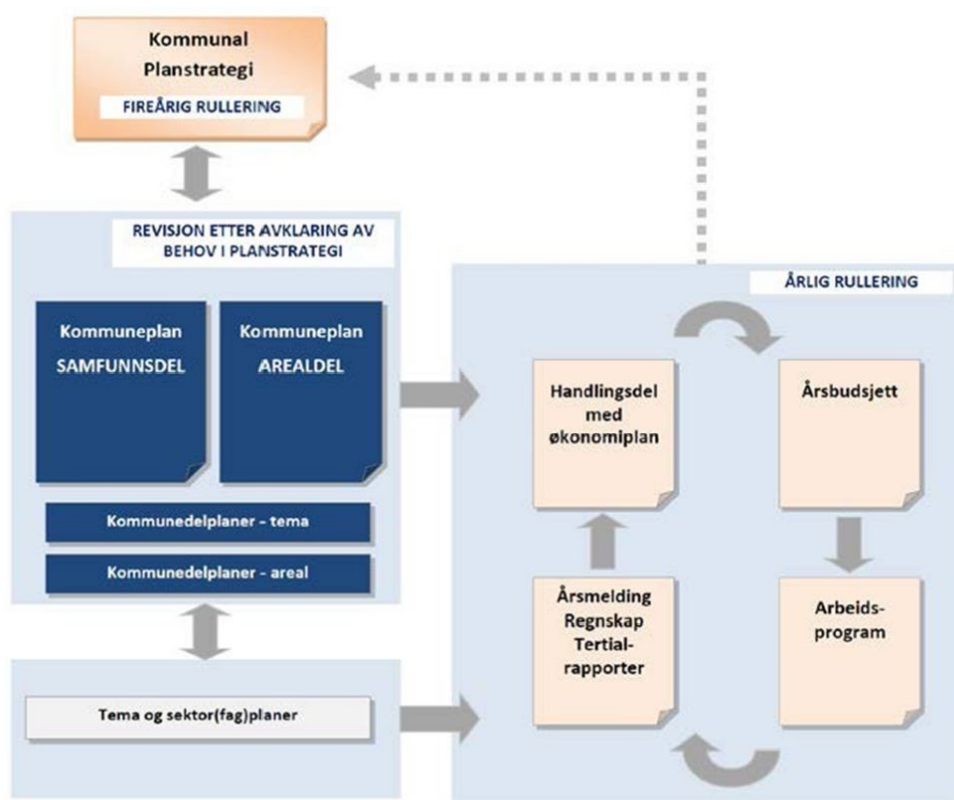 Kommunal
Planstrategi
FIREÅRIG RULLERING
REVISJON ETTER AVKLARING AV
BEHOV I PLANSTRATEGI
Kommuneplan
SAMFUNNSDEL
Kommuneplan
AREALDEL
Kommunedelplaner – tema
Kommunedelplaner – areal
Tema og sektor(fag)planer
ÅRLIG RULLERING
Handlingsdel
med
økonomiplan
Årsbudsjett
Årsmelding
Regnskap
Tertial-
rapporter
Arbeids-
program